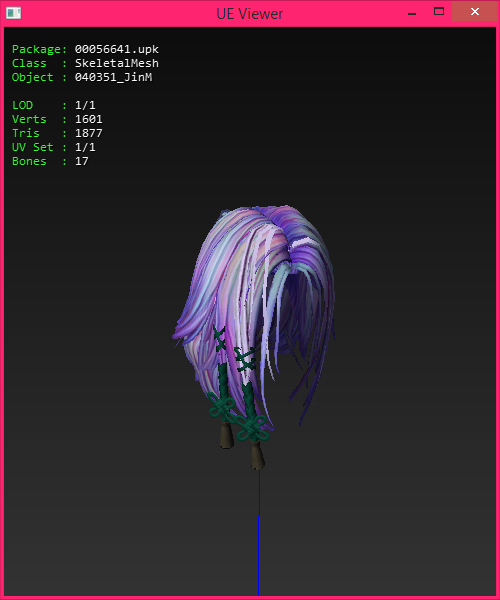 UE Viewer
Package: 00056641.upk
Class : SkeletalMesh
Object : 040351_JinM
LOD : 1/1
Verts : 1601
Tris : 1877
UV Set : 1/1
Bones : 17